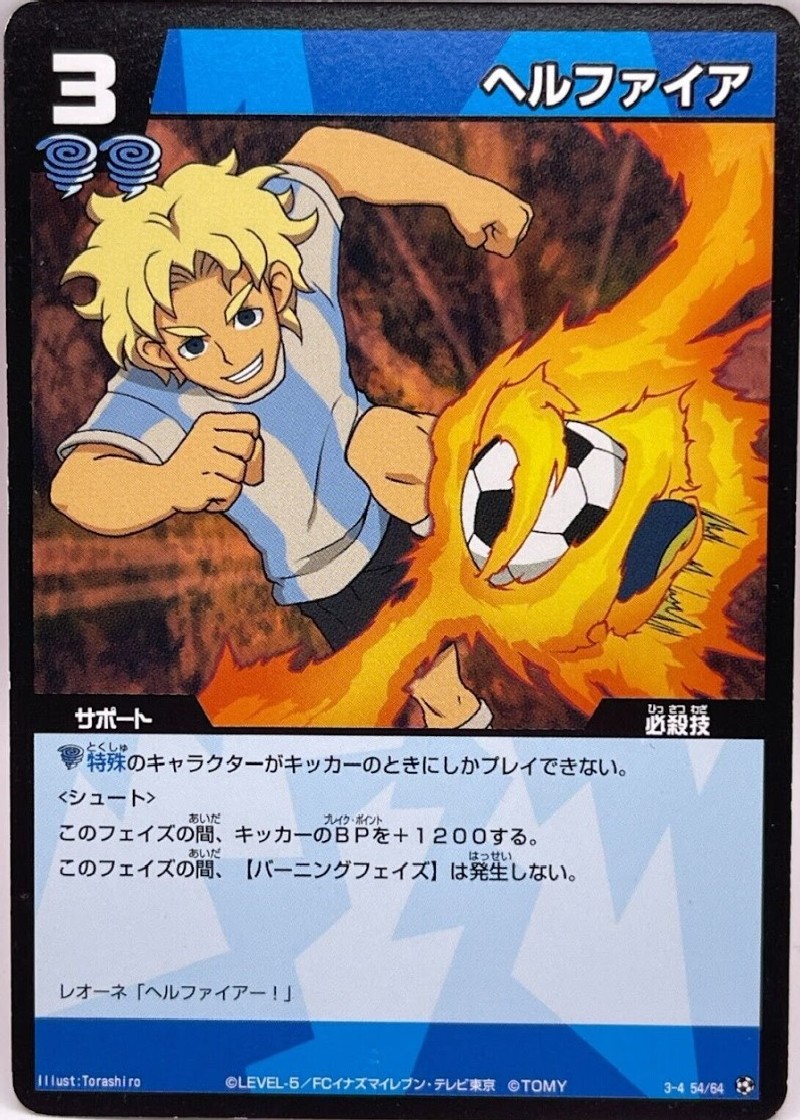 3
ヘルファイア
サポート
必殺技
ひっ さつ わざ
特殊のキャラクターがキッカーのときにしかプレイできない。
とくしゅ
<シュート>
このフェイズの間、キッカーのBPを+1200する。
あいだ
ブレイク・ポイント
このフェイズの間、【バーニングフェイズ】は発生しない。
あいだ
はっせい
レオーネ「ヘルファイアー！」
Illust:Torashiro
©LEVEL-5／FCイナズマイレブン・テレビ東京 ©TOMY
3-4 54/64